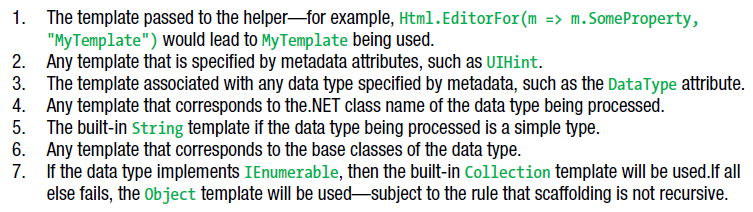 1. The template passed to the helper—for example, Html.EditorFor(m => m.SomeProperty,
"MyTemplate") would lead to MyTemplate being used.
2. Any template that is specified by metadata attributes, such as UIHint.
3. The template associated with any data type specified by metadata, such as the DataType attribute.
4. Any template that corresponds to the.NET class name of the data type being processed.
5. The built-in String template if the data type being processed is a simple type.
6. Any template that corresponds to the base classes of the data type.
7. If the data type implements IEnumerable, then the built-in Collection template will be used.If all
else fails, the Object template will be used—subject to the rule that scaffolding is not recursive.